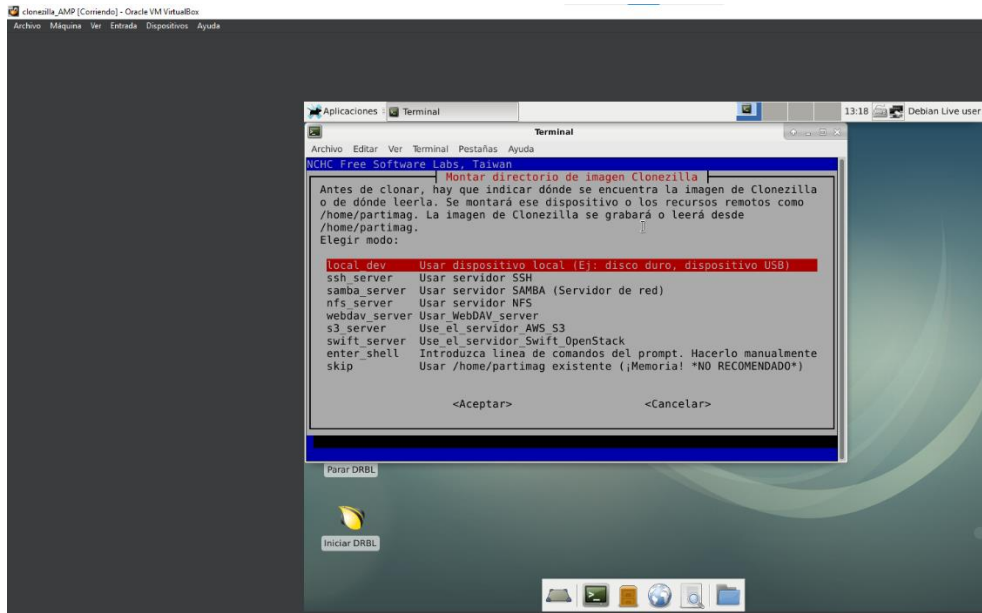 clonezilla_AMP [Corriendo] - Oracle VM VirtualBox
Archivo Máquina Ver Entrada Dispositivos Ayuda
Aplicaciones Terminal 13:18 Debian Live user
Terminal
Archivo Editar Ver Terminal Pestañas Ayuda
NCHC Free Software Labs, Taiwan
Montar directorio de imagen Clonezilla
Antes de clonar, hay que indicar dónde se encuentra la imagen de Clonezilla
o de dónde leerla. Se montará ese dispositivo o los recursos remotos como
/home/partimag. La imagen de Clonezilla se grabará o leerá desde
/home/partimag.
Elegir modo:
local_dev Usar dispositivo local (Ej: disco duro, dispositivo USB)
ssh_server Usar servidor SSH
samba_server Usar servidor SAMBA (Servidor de red)
nfs_server Usar servidor NFS
webdav_server Usar_WebDAV_server
s3_server Use_el_servidor_AWS_S3
swift_server Use_el_servidor_Swift_OpenStack
enter_shell Introduzca linea de comandos del prompt. Hacerlo manualmente
skip Usar /home/partimag existente (¡Memoria! *NO RECOMENDADO*)
<Aceptar> <Cancelar>
Parar DRBL
Iniciar DRBL